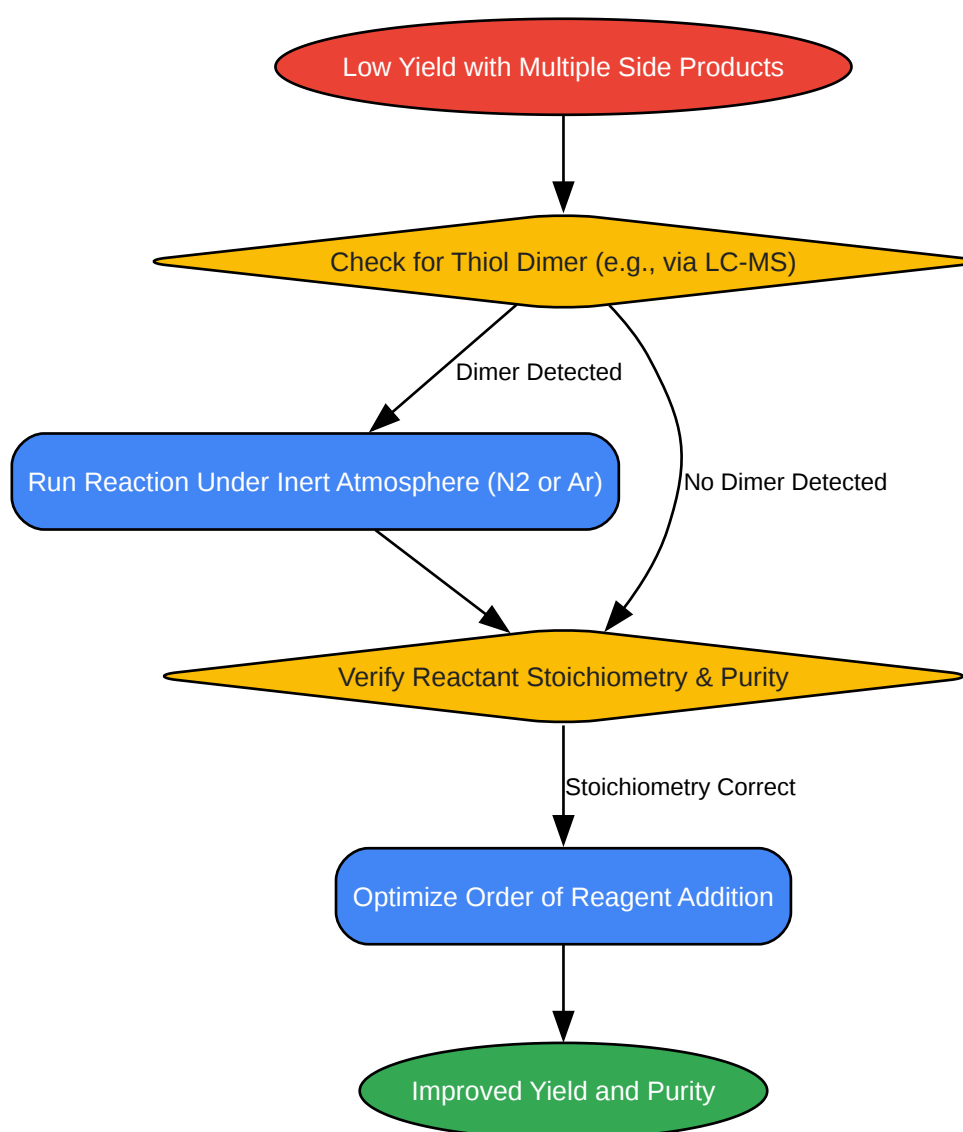 Low Yield with Multiple Side Products
Check for Thiol Dimer (e.g., via LC-MS)
Dimer Detected
Run Reaction Under Inert Atmosphere (N2 or Ar)
No Dimer Detected
Verify Reactant Stoichiometry & Purity
Stoichiometry Correct
Optimize Order of Reagent Addition
Improved Yield and Purity